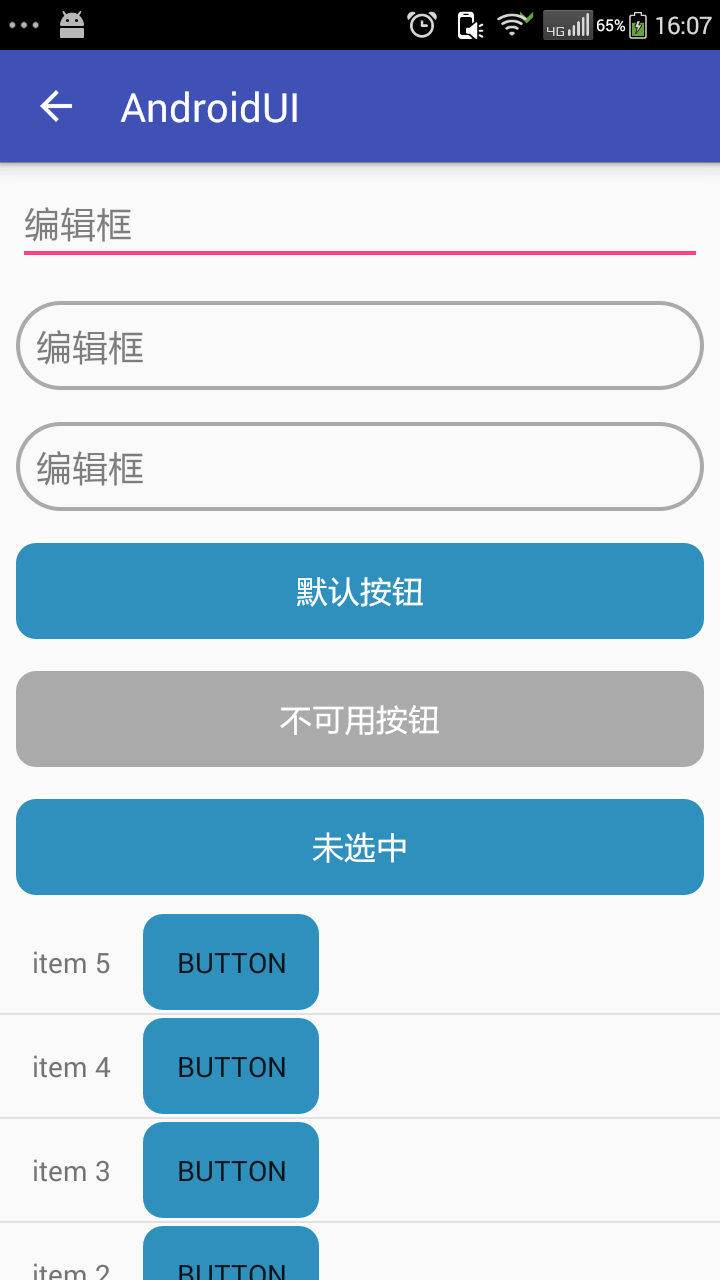 4G 65% 16:07
AndroidUI
编辑框
编辑框
编辑框
默认按钮
不可用按钮
未选中
item 5 BUTTON
item 4 BUTTON
item 3 BUTTON
item 2 BUTTON